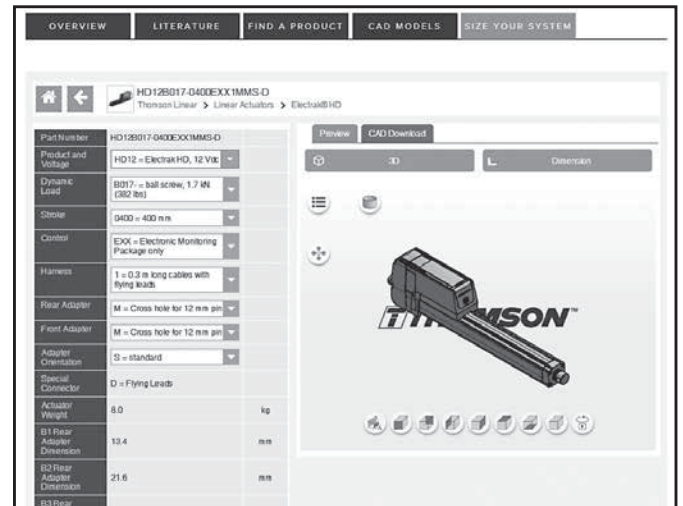 OVERVIEW LITERATURE FIND A PRODUCT CAD MODELS SIZE YOUR SYSTEM
HD12B017-0400EXX1MMS-D
Thomson Linear > Linear Actuators > Electrak® HD
Part Number HD12B017-0400EXX1MMS-D
Product and
Voltage
HD12 = Electrak HD, 12 Vdc
Dynamic
Load
B017- = ball screw, 1.7 kN
(382 lbs)
Stroke 0400 = 400 mm
Control
EXX = Electronic Monitoring
Package only
Harness
1 = 0.3 m long cables with
flying leads
Rear Adapter M = Cross hole for 12 mm pin
Front Adapter M = Cross hole for 12 mm pin
Adapter
Orientation
S = standard
Special
Connector
D = Flying Leads
Actuator
Weight
8.0 kg
B1 Rear
Adapter
Dimension
13.4 mm
B2 Rear
Adapter
Dimension
21.6 mm
B3 Rear
Preview CAD Download
3D Dimension
THOMSON™